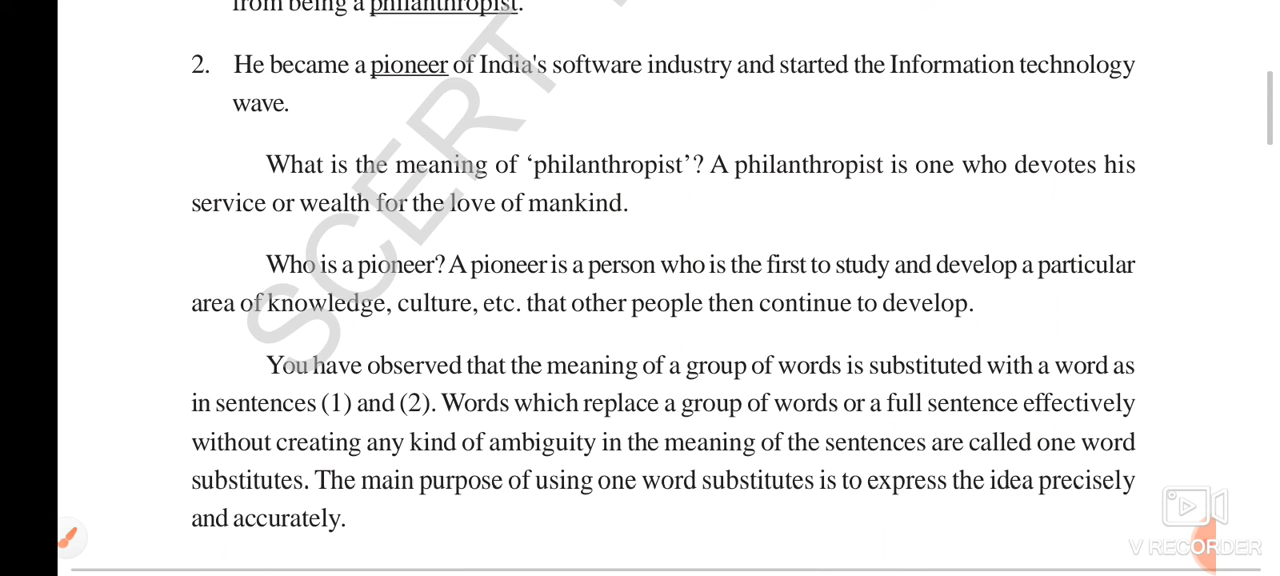 from being a philanthropist.
2. He became a pioneer of India's software industry and started the Information technology
wave.
What is the meaning of ‘philanthropist’? A philanthropist is one who devotes his
service or wealth for the love of mankind.
Who is a pioneer? A pioneer is a person who is the first to study and develop a particular
area of knowledge, culture, etc. that other people then continue to develop.
You have observed that the meaning of a group of words is substituted with a word as
in sentences (1) and (2). Words which replace a group of words or a full sentence effectively
without creating any kind of ambiguity in the meaning of the sentences are called one word
substitutes. The main purpose of using one word substitutes is to express the idea precisely
and accurately.
SCERT
V RECORDER